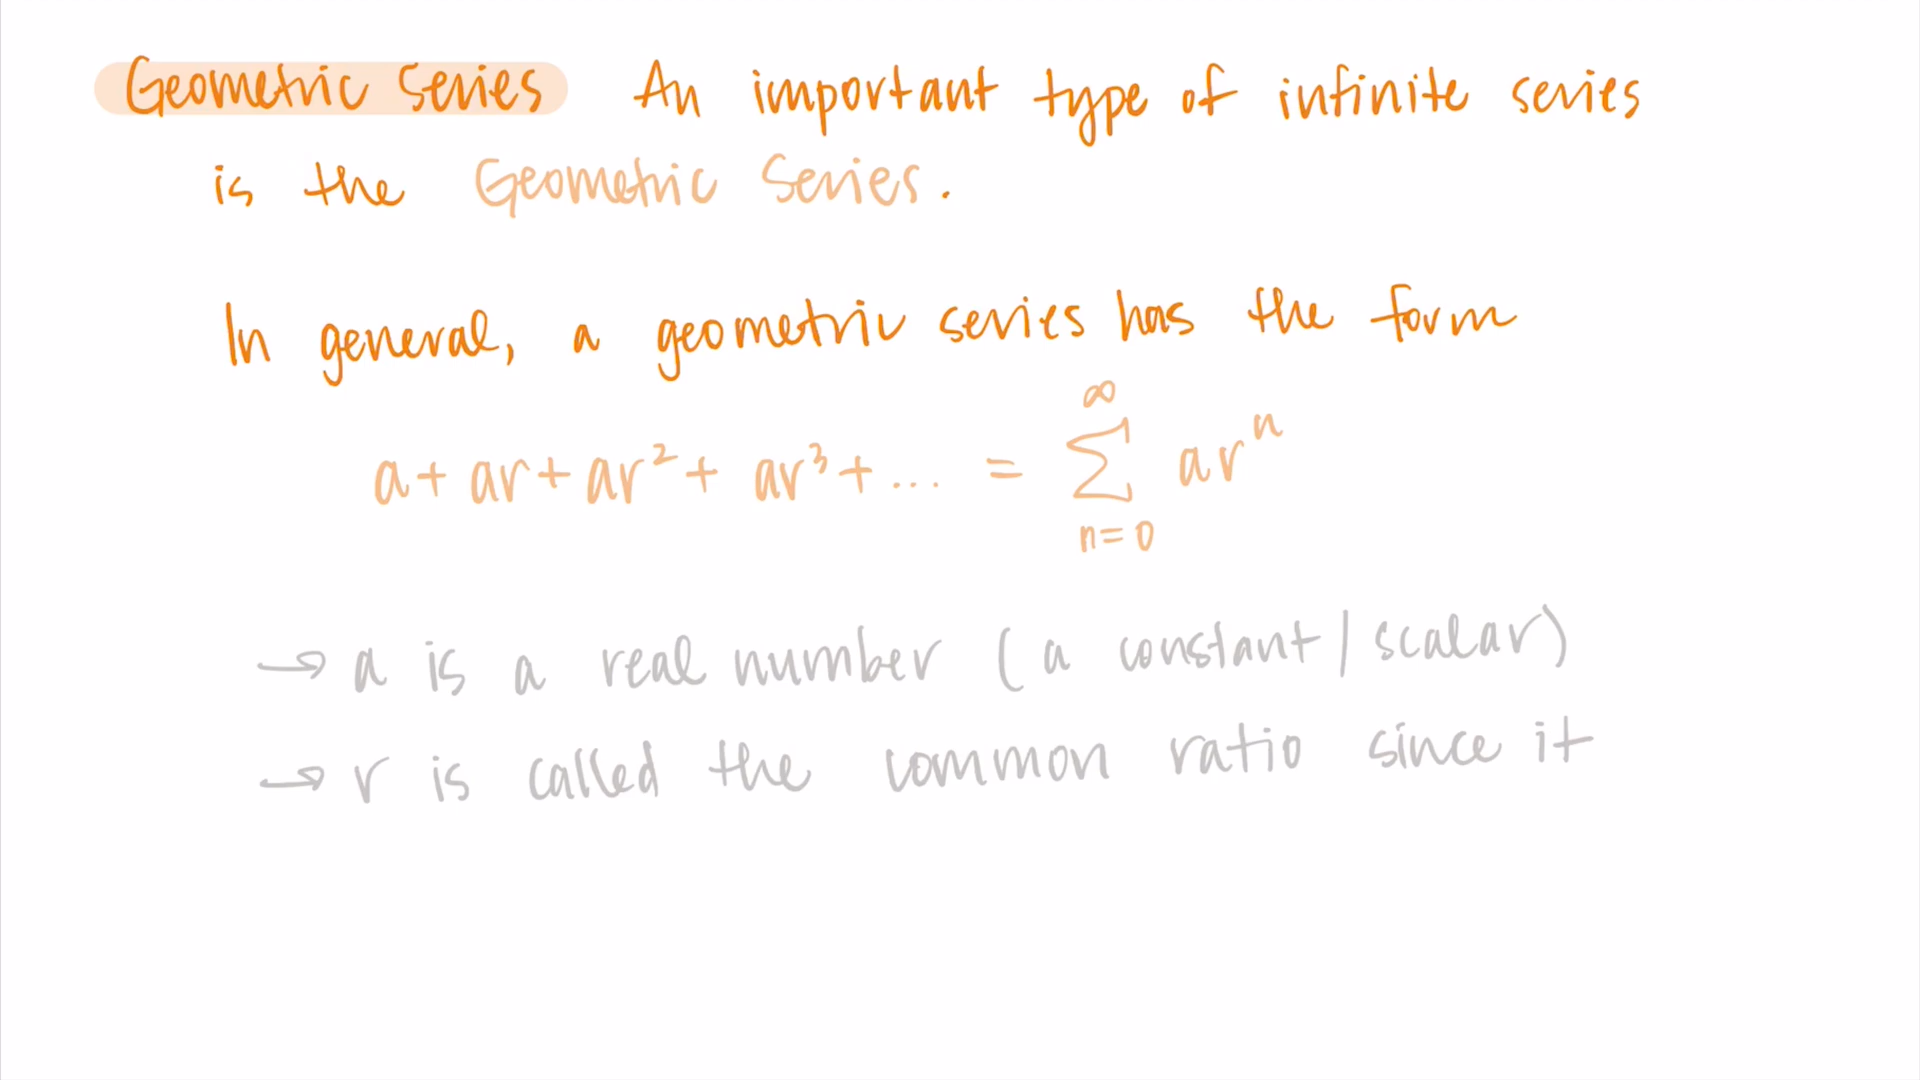 Geometric Series An important type of infinite series
is the Geometric Series.
In general, a geometric series has the form
a + ar + ar² + ar³ + ... = ∑_{n=0}^{∞} arⁿ
→ a is a real number (a constant/scalar)
→ r is called the common ratio since it